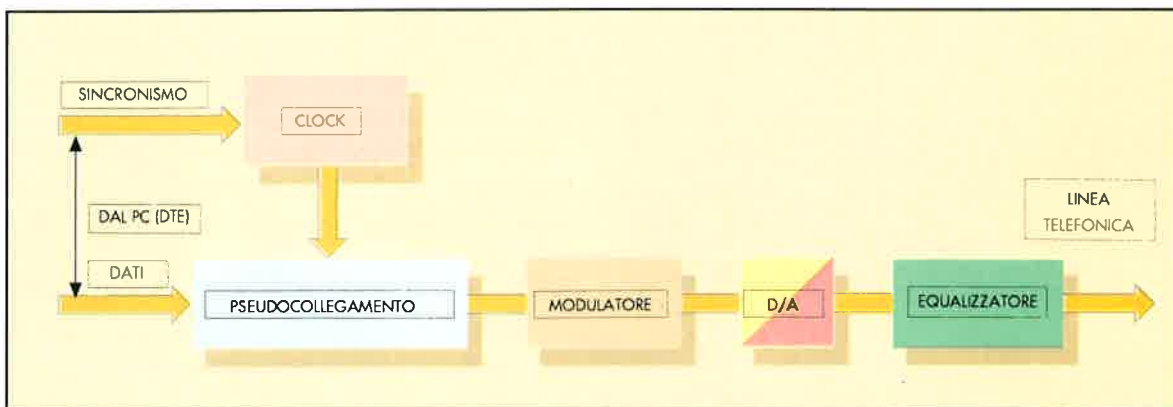 SINCRONISMO
CLOCK
DAL PC (DTE)
LINEA
TELEFONICA
DATI
PSEUDOCOLLEGAMENTO
MODULATORE
D/A
EQUALIZZATORE